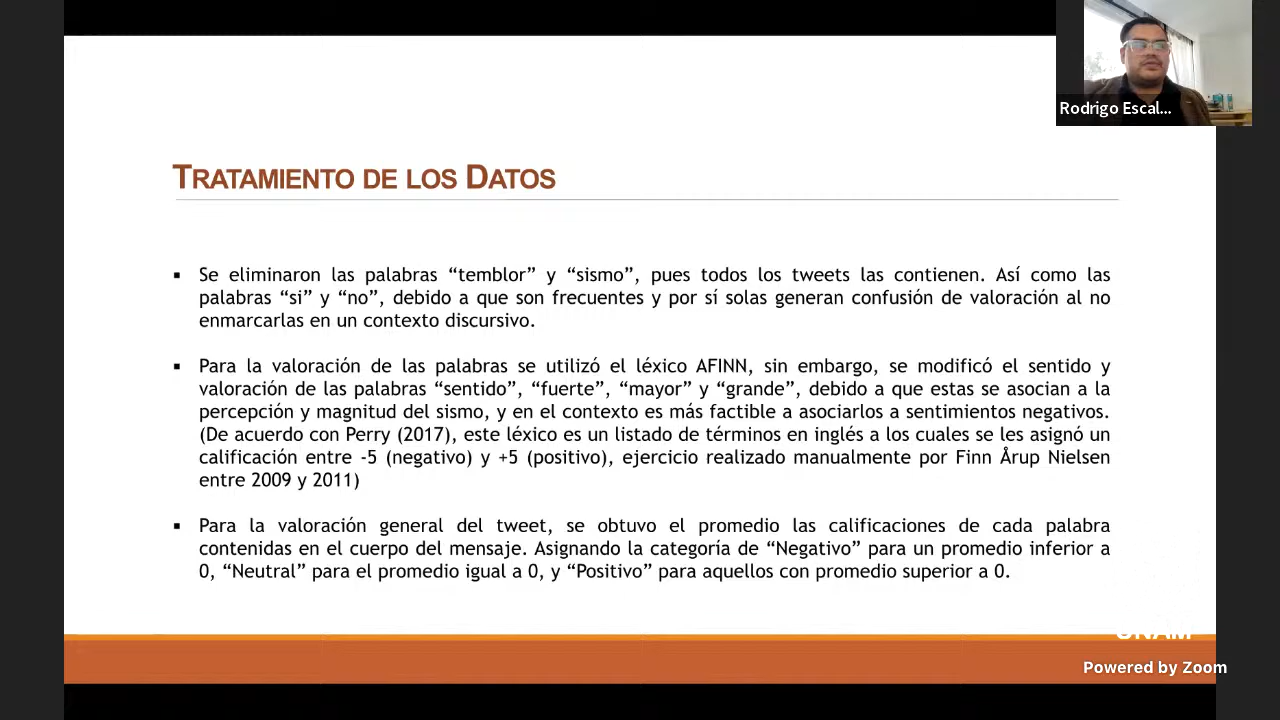 Rodrigo Escal...
TRATAMIENTO DE LOS DATOS
▪ Se eliminaron las palabras “temblor” y “sismo”, pues todos los tweets las contienen. Así como las
palabras “si” y “no”, debido a que son frecuentes y por sí solas generan confusión de valoración al no
enmarcarlas en un contexto discursivo.
▪ Para la valoración de las palabras se utilizó el léxico AFINN, sin embargo, se modificó el sentido y
valoración de las palabras “sentido”, “fuerte”, “mayor” y “grande”, debido a que estas se asocian a la
percepción y magnitud del sismo, y en el contexto es más factible a asociarlos a sentimientos negativos.
(De acuerdo con Perry (2017), este léxico es un listado de términos en inglés a los cuales se les asignó un
calificación entre -5 (negativo) y +5 (positivo), ejercicio realizado manualmente por Finn Årup Nielsen
entre 2009 y 2011)
▪ Para la valoración general del tweet, se obtuvo el promedio las calificaciones de cada palabra
contenidas en el cuerpo del mensaje. Asignando la categoría de “Negativo” para un promedio inferior a
0, “Neutral” para el promedio igual a 0, y “Positivo” para aquellos con promedio superior a 0.
UNAM
Powered by Zoom